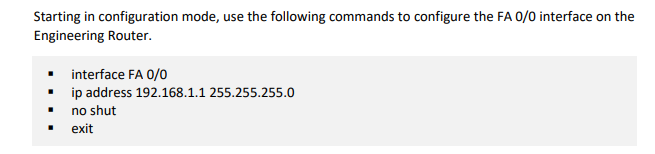 Starting in configuration mode, use the following commands to configure the FA 0/0 interface on the
Engineering Router.
▪ interface FA 0/0
▪ ip address 192.168.1.1 255.255.255.0
▪ no shut
▪ exit